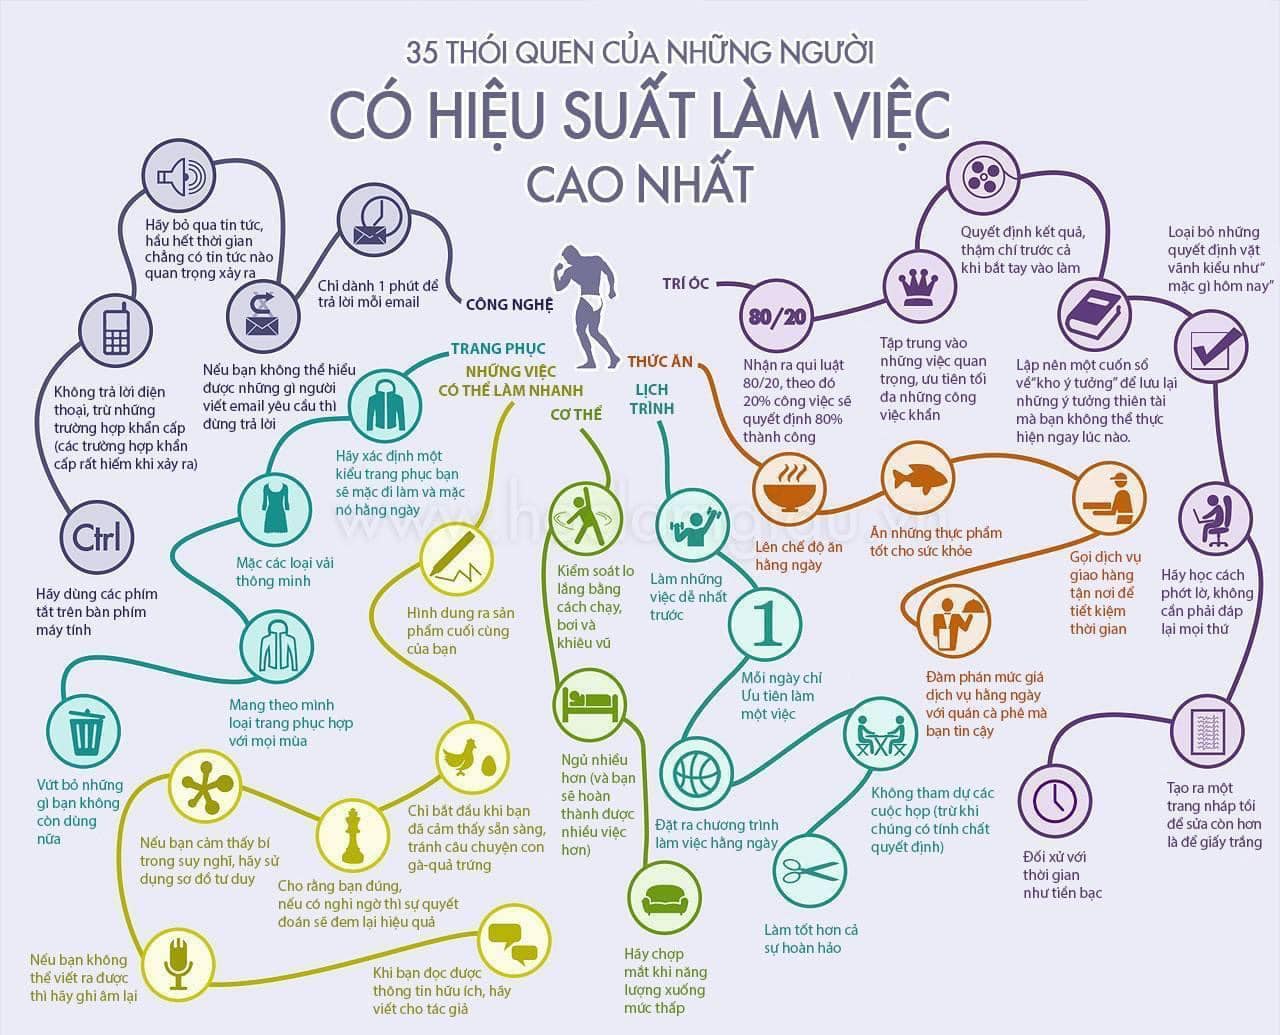 35 THÓI QUEN CỦA NHỮNG NGƯỜI
CÓ HIỆU SUẤT LÀM VIỆC
CAO NHẤT
CÔNG NGHỆ
Chỉ dành 1 phút để
trả lời mỗi email
Nếu bạn không thể hiểu
được những gì người
viết email yêu cầu thì
đừng trả lời
Hãy bỏ qua tin tức,
hầu hết thời gian
chẳng có tin tức nào
quan trọng xảy ra
Không trả lời điện
thoại, trừ những
trường hợp khẩn cấp
(các trường hợp khẩn
cấp rất hiếm khi xảy ra)
Ctrl
Hãy dùng các phím
tắt trên bàn phím
máy tính
TRANG PHỤC
Hãy xác định một
kiểu trang phục bạn
sẽ mặc đi làm và mặc
nó hằng ngày
Mặc các loại vải
thông minh
Mang theo mình
loại trang phục hợp
với mọi mùa
Vứt bỏ những
gì bạn không
còn dùng
nữa
NHỮNG VIỆC
CÓ THỂ LÀM NHANH
Hình dung ra sản
phẩm cuối cùng
của bạn
Chỉ bắt đầu khi bạn
đã cảm thấy sẵn sàng,
tránh câu chuyện con
gà-quả trứng
Cho rằng bạn đúng,
nếu có nghi ngờ thì sự quyết
đoán sẽ đem lại hiệu quả
Nếu bạn cảm thấy bí
trong suy nghĩ, hãy sử
dụng sơ đồ tư duy
Nếu bạn không
thể viết ra được
thì hãy ghi âm lại
Khi bạn đọc được
thông tin hữu ích, hãy
viết cho tác giả
CƠ THỂ
Kiểm soát lo
lắng bằng
cách chạy,
bơi và
khiêu vũ
Ngủ nhiều
hơn (và bạn
sẽ hoàn
thành được
nhiều việc
hơn)
Hãy chợp
mắt khi năng
lượng xuống
mức thấp
LỊCH
TRÌNH
Làm những
việc dễ nhất
trước
1
Mỗi ngày chỉ
Ưu tiên làm
một việc
Đặt ra chương trình
làm việc hằng ngày
Không tham dự các
cuộc họp (trừ khi
chúng có tính chất
quyết định)
Làm tốt hơn cả
sự hoàn hảo
THỨC ĂN
Lên chế độ ăn
hằng ngày
Ăn những thực phẩm
tốt cho sức khỏe
Gọi dịch vụ
giao hàng
tận nơi để
tiết kiệm
thời gian
Đàm phán mức giá
dịch vụ hằng ngày
với quán cà phê mà
bạn tin cậy
TRÍ ÓC
80/20
Nhận ra qui luật
80/20, theo đó
20% công việc sẽ
quyết định 80%
thành công
Tập trung vào
những việc quan
trọng, ưu tiên tối
đa những công
việc khẩn
Quyết định kết quả,
thậm chí trước cả
khi bắt tay vào làm
Lập nên một cuốn sổ
về"kho ý tưởng" để lưu lại
những ý tưởng thiên tài
mà bạn không thể thực
hiện ngay lúc nào.
Loại bỏ những
quyết định vặt
vãnh kiểu như"
mặc gì hôm nay"
Hãy học cách
phớt lờ, không
cần phải đáp
lại mọi thứ
Tạo ra một
trang nháp tồi
để sửa còn hơn
là để giấy trắng
Đối xử với
thời gian
như tiền bạc